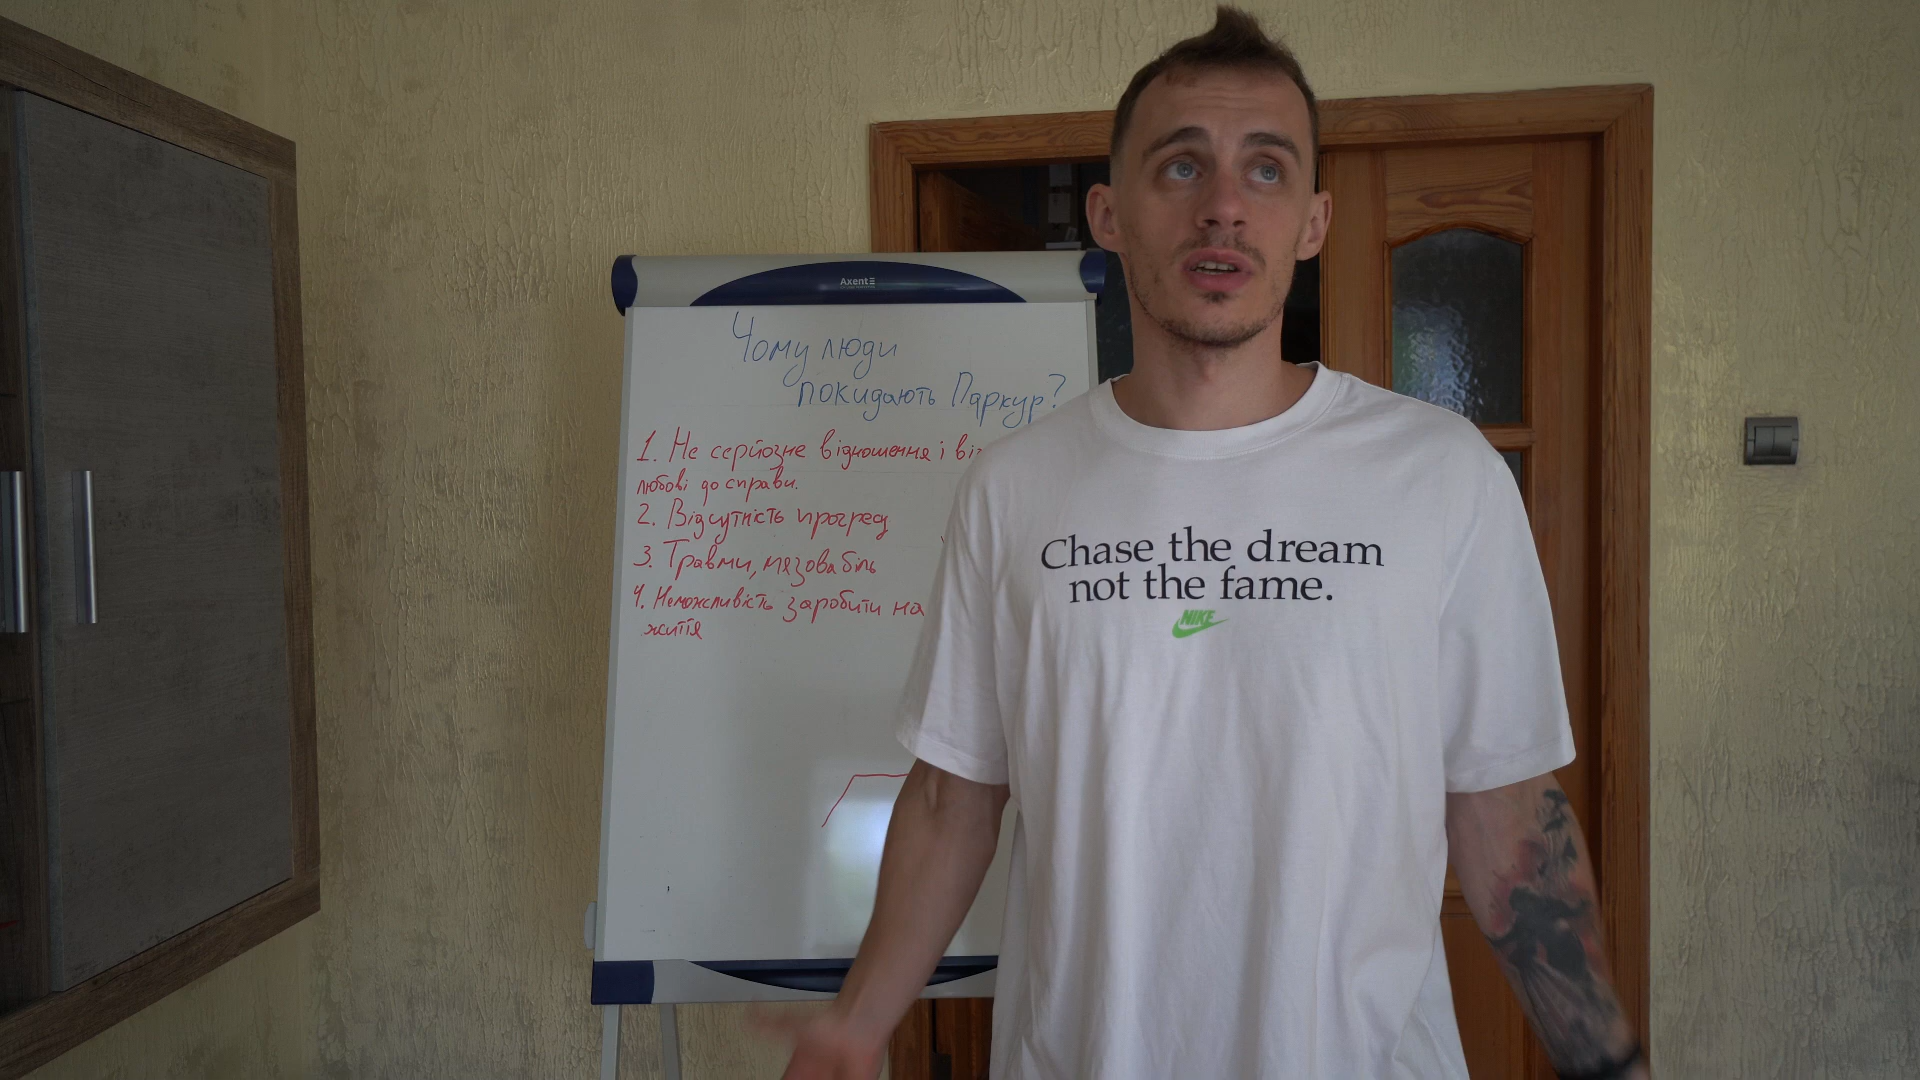 Axent
Чому люди
покидають Паркур?
1. Не серйозне відношення і
любові до справи.
2. Відсутність прогресу
3. Травми, мязова біль
4. Неможливість заробити на
життя
Chase the dream
not the fame.
NIKE